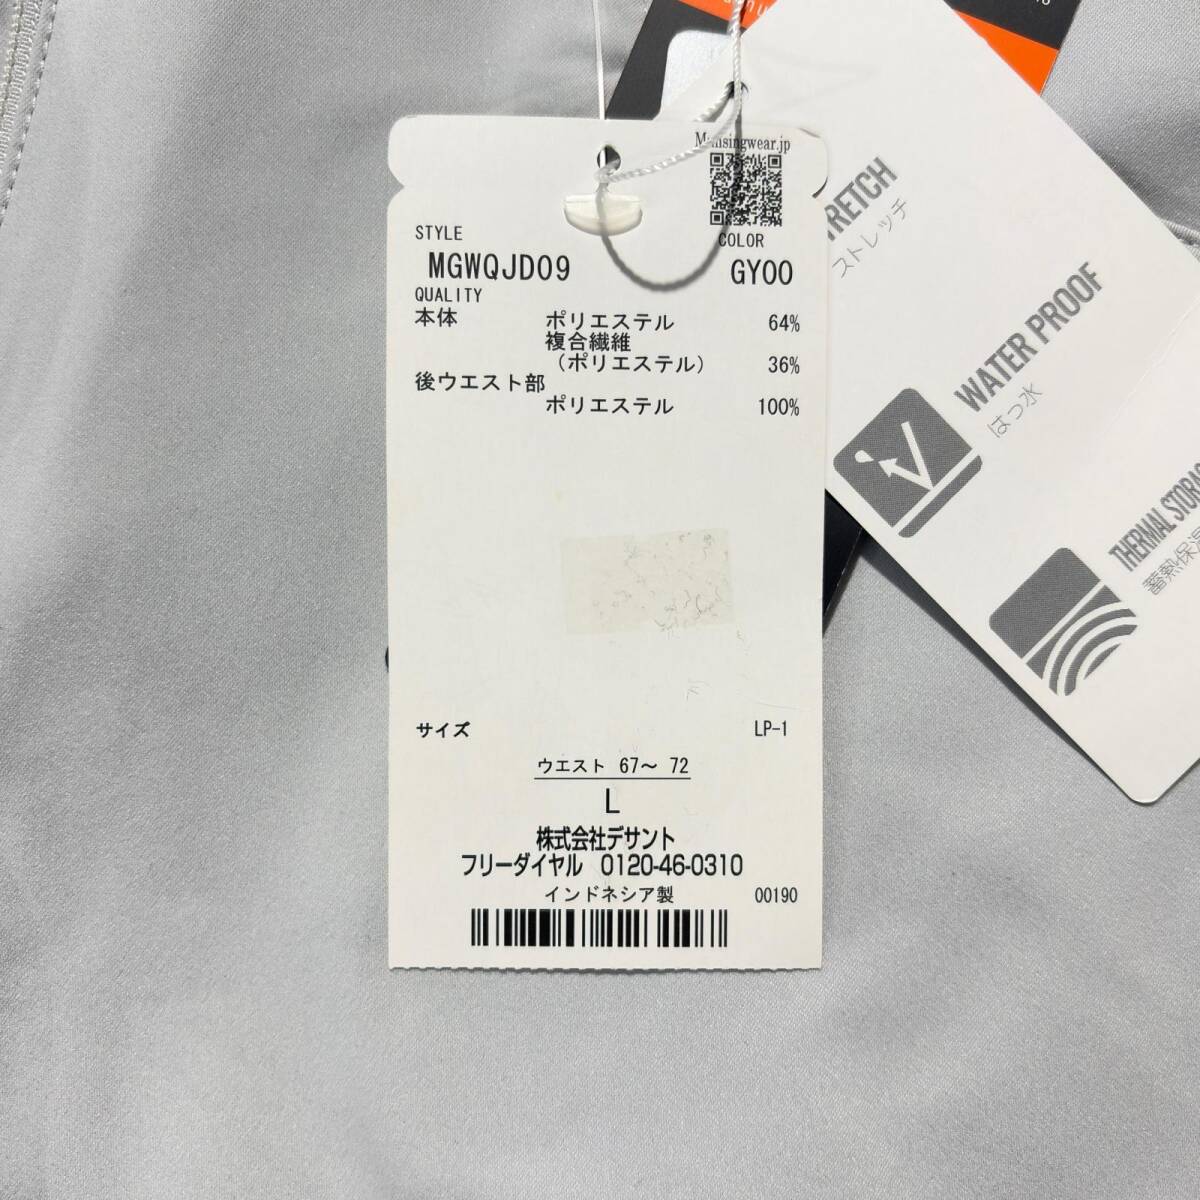 Munsingwear.jp
STYLE
COLOR
MGWQJD09
GY00
QUALITY
本体 ポリエステル 64%
複合繊維
(ポリエステル) 36%
後ウエスト部
ポリエステル 100%
サイズ LP-1
ウエスト 67～ 72
L
株式会社デサント
フリーダイヤル 0120-46-0310
インドネシア製 00190
TRETCH
ストレッチ
WATER PROOF
はっ水
THERMAL STORA
蓄熱保温